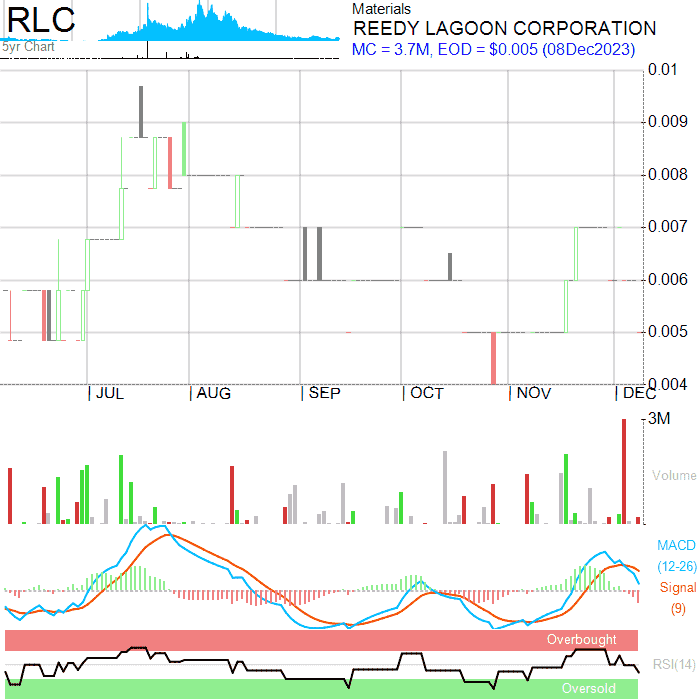 RLC
5yr Chart
Materials
REEDY LAGOON CORPORATION
MC = 3.7M, EOD = $0.005 (08Dec2023)
0.01
0.009
0.008
0.007
0.006
0.005
0.004
JUL AUG SEP OCT NOV DEC
3M
Volume
MACD
(12-26)
Signal
(9)
Overbought
RSI(14)
Oversold